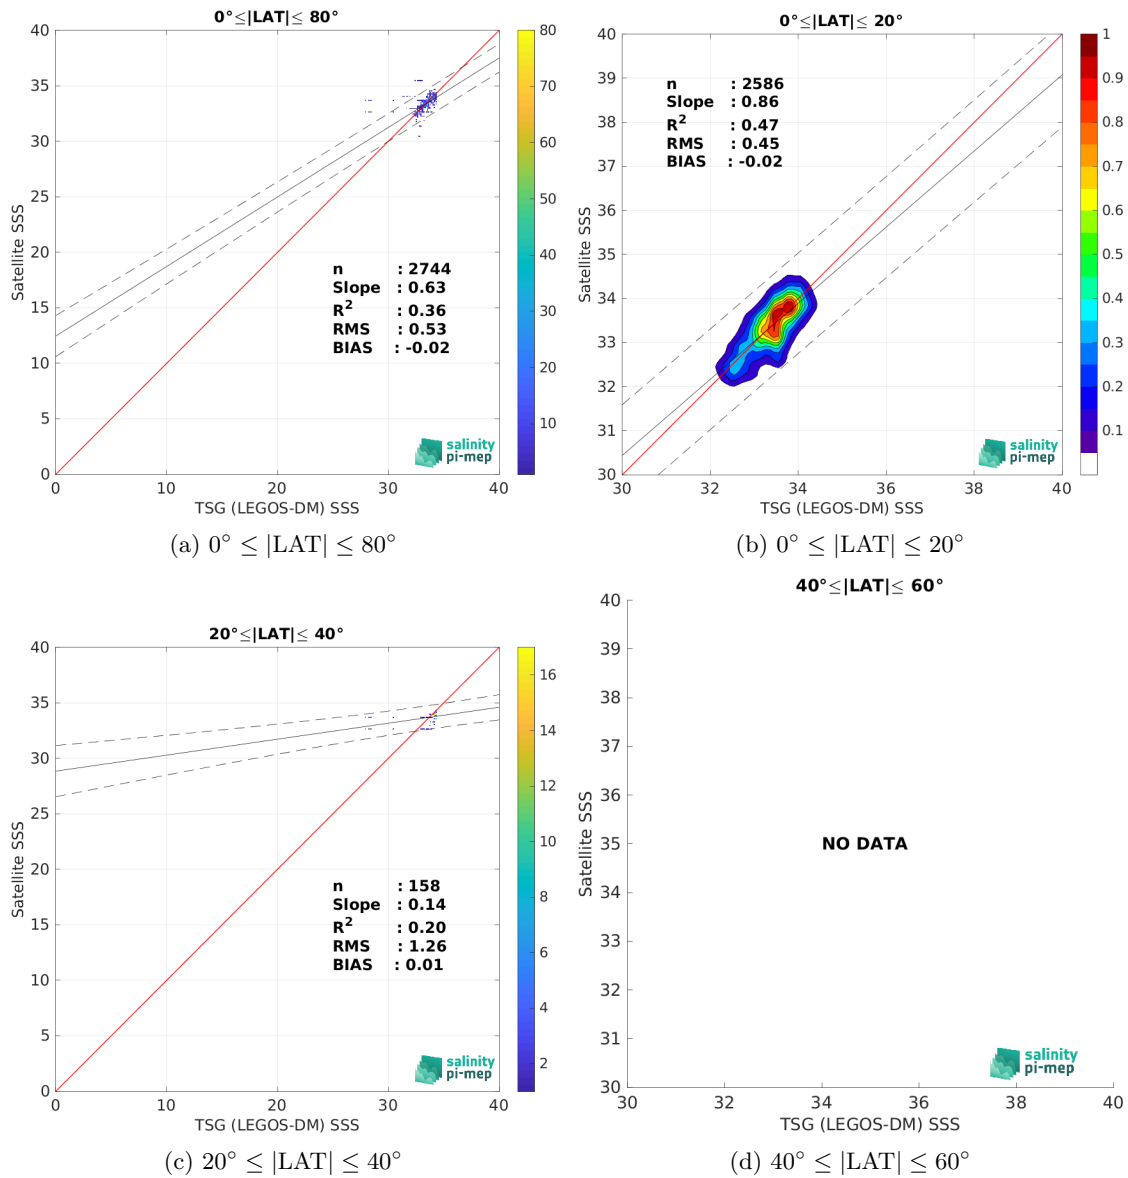 0°≤|LAT|≤ 80°
40
35
30
25
20
15
10
5
0
Satellite SSS
n : 2744
Slope : 0.63
R² : 0.36
RMS : 0.53
BIAS : -0.02
salinity
pi-mep
0 10 20 30 40
TSG (LEGOS-DM) SSS
80
70
60
50
40
30
20
10
(a) 0° ≤ |LAT| ≤ 80°
0°≤|LAT|≤ 20°
40
39
38
37
36
35
34
33
32
31
30
Satellite SSS
n : 2586
Slope : 0.86
R² : 0.47
RMS : 0.45
BIAS : -0.02
salinity
pi-mep
30 32 34 36 38 40
TSG (LEGOS-DM) SSS
1
0.9
0.8
0.7
0.6
0.5
0.4
0.3
0.2
0.1
(b) 0° ≤ |LAT| ≤ 20°
20°≤|LAT|≤ 40°
40
35
30
25
20
15
10
5
0
Satellite SSS
n : 158
Slope : 0.14
R² : 0.20
RMS : 1.26
BIAS : 0.01
salinity
pi-mep
0 10 20 30 40
TSG (LEGOS-DM) SSS
16
14
12
10
8
6
4
2
(c) 20° ≤ |LAT| ≤ 40°
40°≤|LAT|≤ 60°
40
39
38
37
36
35
34
33
32
31
30
Satellite SSS
NO DATA
salinity
pi-mep
30 32 34 36 38 40
TSG (LEGOS-DM) SSS
(d) 40° ≤ |LAT| ≤ 60°